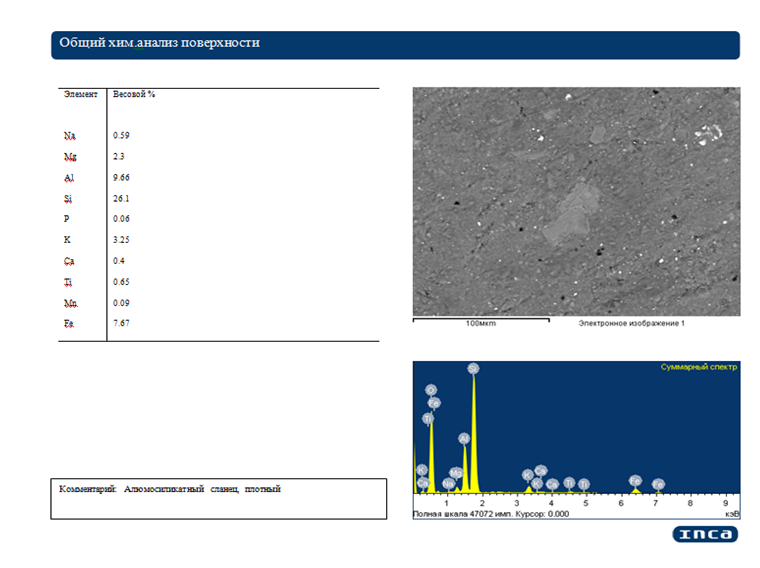 Общий хим.анализ поверхности
Элемент Весовой %
Na 0.59
Mg 2.3
Al 9.66
Si 26.1
P 0.06
K 3.25
Ca 0.4
Ti 0.65
Mn 0.09
Fe 7.67
Комментарий: Алюмосиликатный сланец, плотный
100мкm Электронное изображение 1
Суммарный спектр
Si
O
Fe
Ti
Al
K Mg K Ca
Ca Na K Ca Ti Ti Fe Fe
1 2 3 4 5 6 7 8 9
Полная шкала 47072 имп. Курсор: 0.000 кэВ
INCA